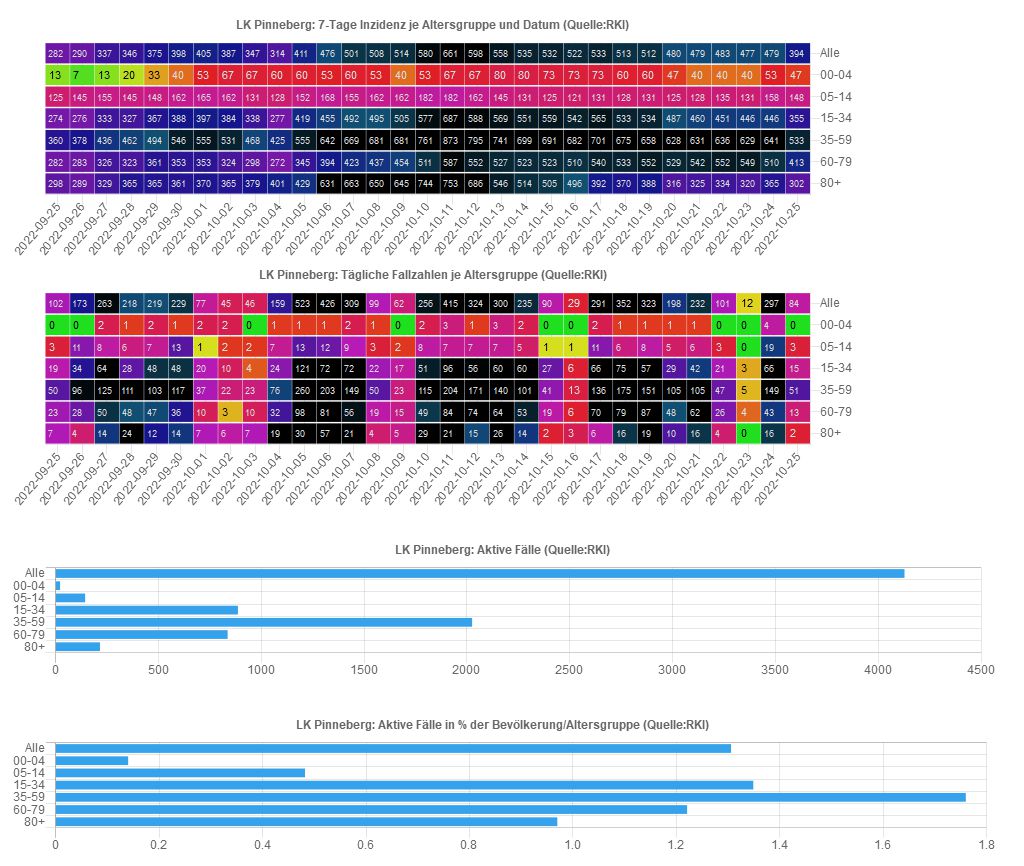 LK Pinneberg: 7-Tage Inzidenz je Altersgruppe und Datum (Quelle:RKI)
282 290 337 346 375 398 405 387 347 314 411 476 501 508 514 580 661 598 558 535 532 522 533 513 512 480 479 483 477 479 394 Alle
13 7 13 20 33 40 53 67 67 60 60 53 60 53 40 53 67 67 80 80 73 73 73 60 60 47 40 40 40 53 47 00-04
125 145 155 145 148 162 165 162 131 128 152 168 155 162 162 182 182 162 145 131 125 121 131 128 131 125 128 135 131 158 148 05-14
274 276 333 327 367 388 397 384 338 277 419 455 492 495 505 577 687 588 569 551 559 542 565 533 534 487 460 451 446 446 355 15-34
360 378 436 462 494 546 555 531 468 425 555 642 669 681 681 761 873 795 741 699 691 682 701 675 658 628 631 636 629 641 533 35-59
282 283 326 323 361 353 353 324 298 272 345 394 423 437 454 511 587 552 527 523 523 510 540 533 552 529 542 552 549 510 413 60-79
298 289 329 365 365 361 370 365 379 401 429 631 663 650 645 744 753 686 546 514 505 496 392 370 388 316 325 334 320 365 302 80+
2022-09-25 2022-09-26 2022-09-27 2022-09-28 2022-09-29 2022-09-30 2022-10-01 2022-10-02 2022-10-03 2022-10-04 2022-10-05 2022-10-06 2022-10-07 2022-10-08 2022-10-09 2022-10-10 2022-10-11 2022-10-12 2022-10-13 2022-10-14 2022-10-15 2022-10-16 2022-10-17 2022-10-18 2022-10-19 2022-10-20 2022-10-21 2022-10-22 2022-10-23 2022-10-24 2022-10-25
LK Pinneberg: Tägliche Fallzahlen je Altersgruppe (Quelle:RKI)
102 173 263 218 219 229 77 45 46 159 523 426 309 99 62 256 415 324 300 235 90 29 291 352 323 198 232 101 12 297 84 Alle
0 0 2 1 2 1 2 2 0 1 1 1 2 1 0 2 3 1 3 2 0 0 2 1 1 1 1 0 0 4 0 00-04
3 11 8 6 7 13 1 2 2 7 13 12 9 3 2 8 7 7 7 5 1 1 11 6 8 5 6 3 0 19 3 05-14
19 34 64 28 48 48 20 10 4 24 121 72 72 22 17 51 96 56 60 60 27 6 66 75 57 29 42 21 3 66 15 15-34
50 96 125 111 103 117 37 22 23 76 260 203 149 50 23 115 204 171 140 101 41 13 136 175 151 105 105 47 5 149 51 35-59
23 28 50 48 47 36 10 3 10 32 98 81 56 19 15 49 84 74 64 53 19 6 70 79 87 48 62 26 4 43 13 60-79
7 4 14 24 12 14 7 6 7 19 30 57 21 4 5 29 21 15 26 14 2 3 6 16 19 10 16 4 0 16 2 80+
2022-09-25 2022-09-26 2022-09-27 2022-09-28 2022-09-29 2022-09-30 2022-10-01 2022-10-02 2022-10-03 2022-10-04 2022-10-05 2022-10-06 2022-10-07 2022-10-08 2022-10-09 2022-10-10 2022-10-11 2022-10-12 2022-10-13 2022-10-14 2022-10-15 2022-10-16 2022-10-17 2022-10-18 2022-10-19 2022-10-20 2022-10-21 2022-10-22 2022-10-23 2022-10-24 2022-10-25
LK Pinneberg: Aktive Fälle (Quelle:RKI)
Alle
00-04
05-14
15-34
35-59
60-79
80+
0 500 1000 1500 2000 2500 3000 3500 4000 4500
LK Pinneberg: Aktive Fälle in % der Bevölkerung/Altersgruppe (Quelle:RKI)
Alle
00-04
05-14
15-34
35-59
60-79
80+
0 0.2 0.4 0.6 0.8 1.0 1.2 1.4 1.6 1.8